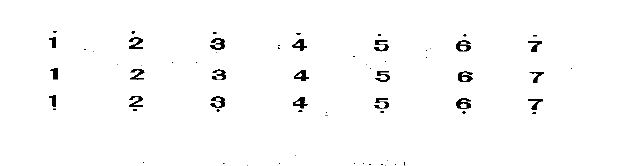 1̇ 2̇ 3̇ 4̇ 5̇ 6̇ 7̇
1 2 3 4 5 6 7
1̣ 2̣ 3̣ 4̣ 5̣ 6̣ 7̣